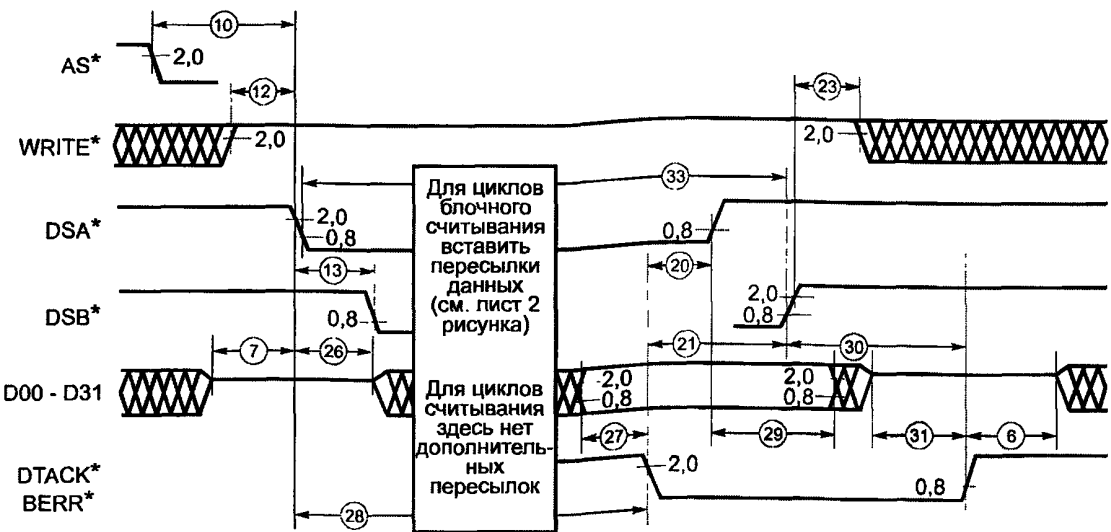 10
AS*
2,0
12
23
WRITE*
2,0
2,0
Для циклов
блочного
считывания
вставить
пересылки
данных
(см. лист 2
рисунка)
33
DSA*
2,0
0,8
0,8
13
20
DSB*
0,8
2,0
0,8
7
26
21
30
D00 - D31
2,0
0,8
2,0
0,8
Для циклов
считывания
здесь нет
дополнитель-
ных
пересылок
27
29
31
6
DTACK*
BERR*
2,0
0,8
28